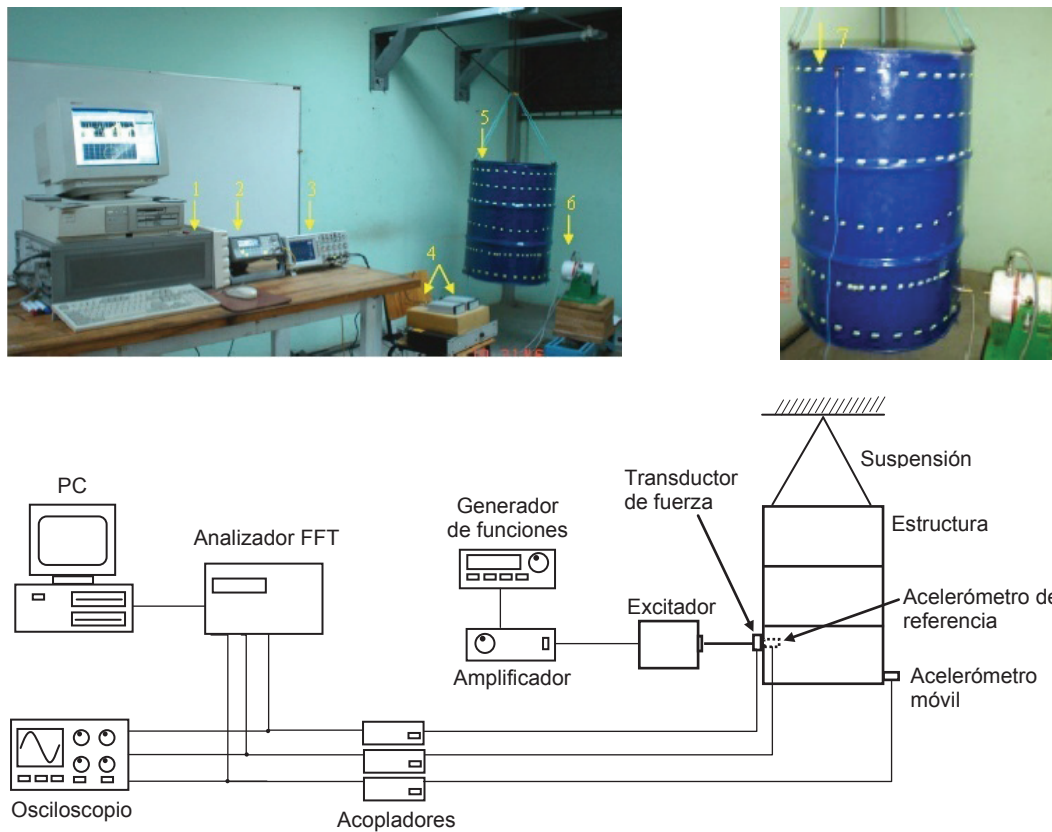 1
2
3
4
5
6
7
PC
Analizador FFT
Generador
de funciones
Transductor
de fuerza
Suspensión
Estructura
Excitador
Acelerómetro de
referencia
Amplificador
Acelerómetro
móvil
Osciloscopio
Acopladores